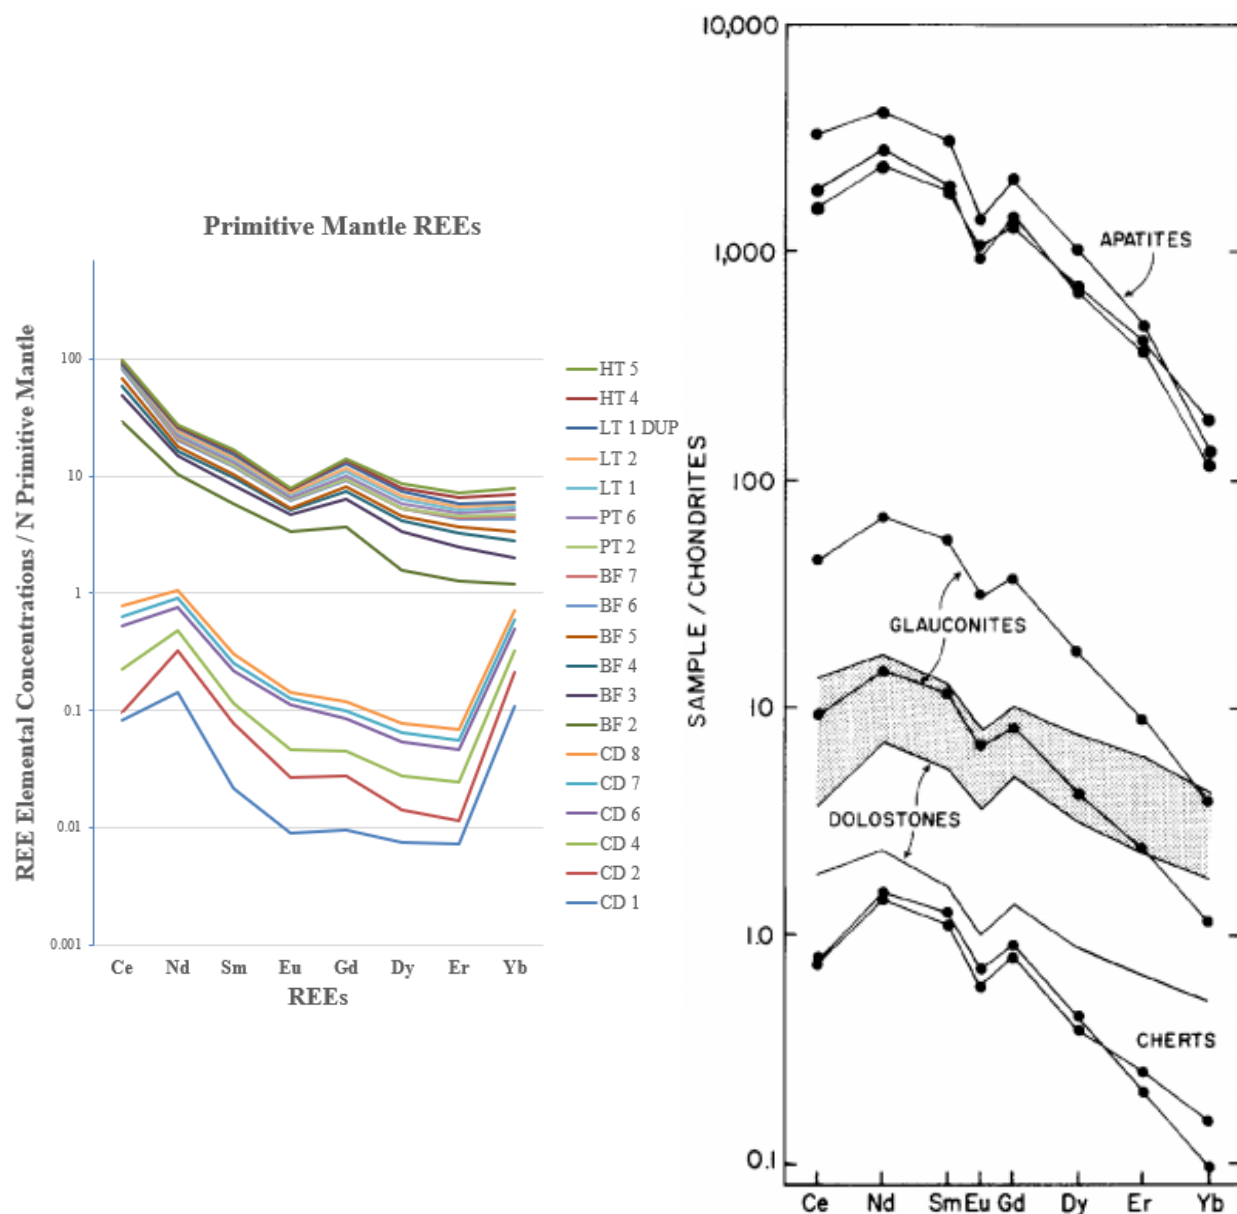 Primitive Mantle REEs
REE Elemental Concentrations / N Primitive Mantle
100
10
1
0.1
0.01
0.001
Ce Nd Sm Eu Gd Dy Er Yb
REEs
HT 5
HT 4
LT 1 DUP
LT 2
LT 1
PT 6
PT 2
BF 7
BF 6
BF 5
BF 4
BF 3
BF 2
CD 8
CD 7
CD 6
CD 4
CD 2
CD 1
SAMPLE / CHONDRITES
10,000
1,000
100
10
1.0
0.1
APATITES
GLAUCONITES
DOLOSTONES
CHERTS
Ce Nd Sm Eu Gd Dy Er Yb